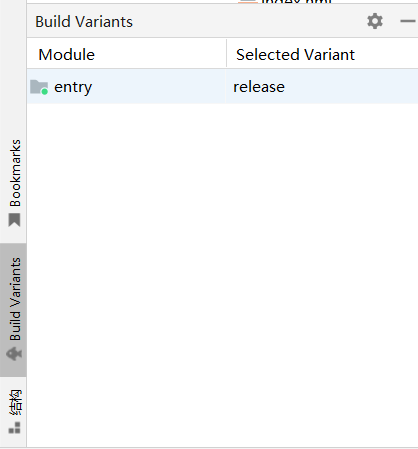 Build Variants
Module
Selected Variant
entry
release
Bookmarks
Build Variants
结构